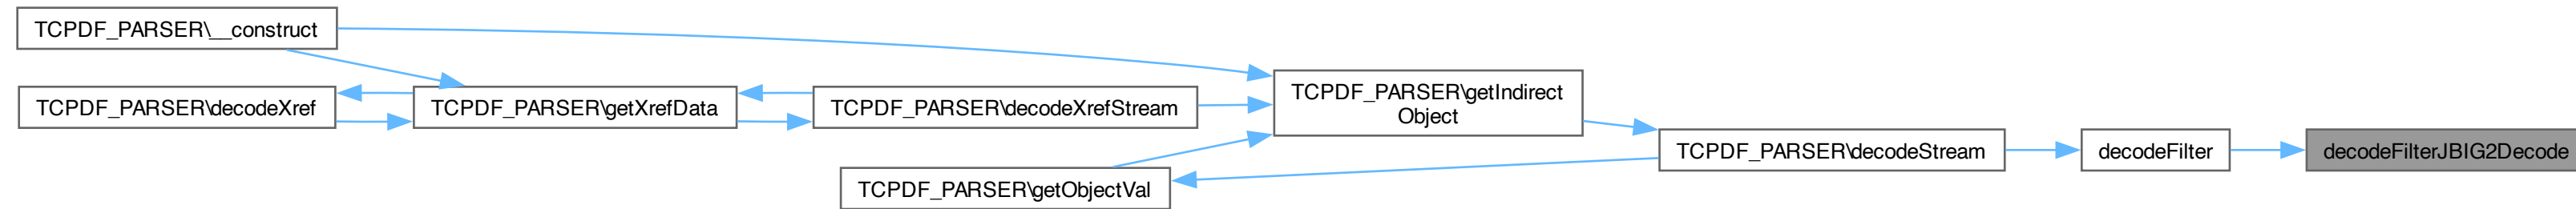 TCPDF_PARSER\__construct
TCPDF_PARSER\decodeXref
TCPDF_PARSER\getXrefData
TCPDF_PARSER\decodeXrefStream
TCPDF_PARSER\getIndirect
Object
TCPDF_PARSER\getObjectVal
TCPDF_PARSER\decodeStream
decodeFilter
decodeFilterJBIG2Decode